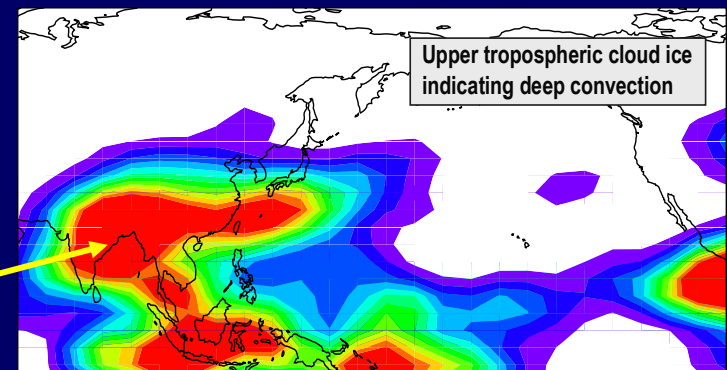 Upper tropospheric cloud ice
indicating deep convection